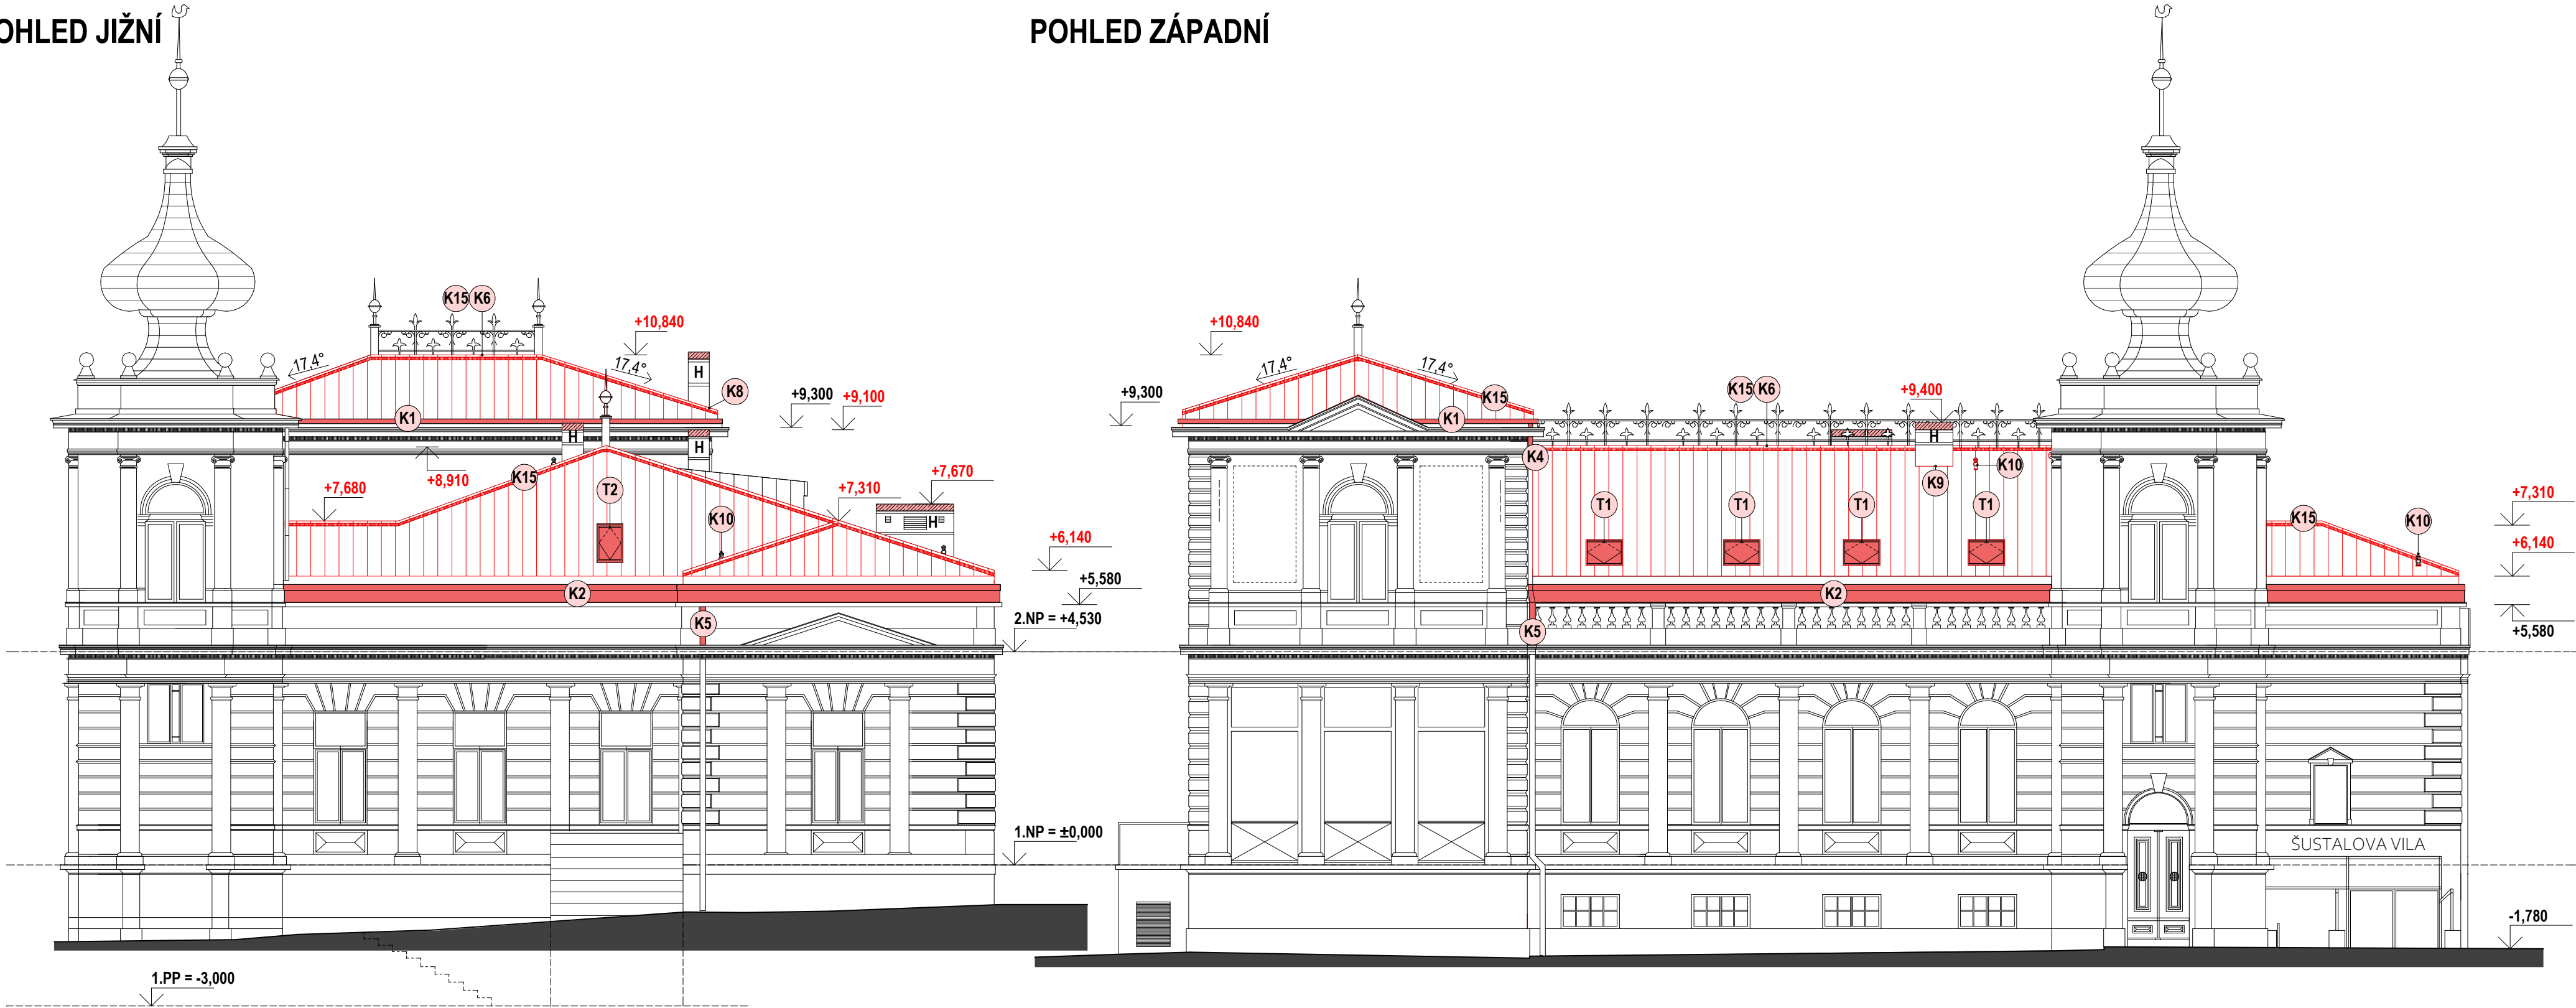 OHLED JIŽNÍ
K15 K6
+10,840
17,4°
17,4°
H
K8
+9,300
+9,100
K1
H
H
+8,910
K15
+7,680
T2
+7,310
+7,670
K10
H
+6,140
+5,580
K2
K5
2.NP = +4,530
1.NP = ±0,000
1.PP = -3,000
POHLED ZÁPADNÍ
+10,840
17,4°
17,4°
+9,300
K15
K1
K15 K6
+9,400
H
K4
K10
K9
T1
T1
T1
T1
K15
K10
+7,310
+6,140
K2
K5
+5,580
ŠUSTALOVA VILA
-1,780